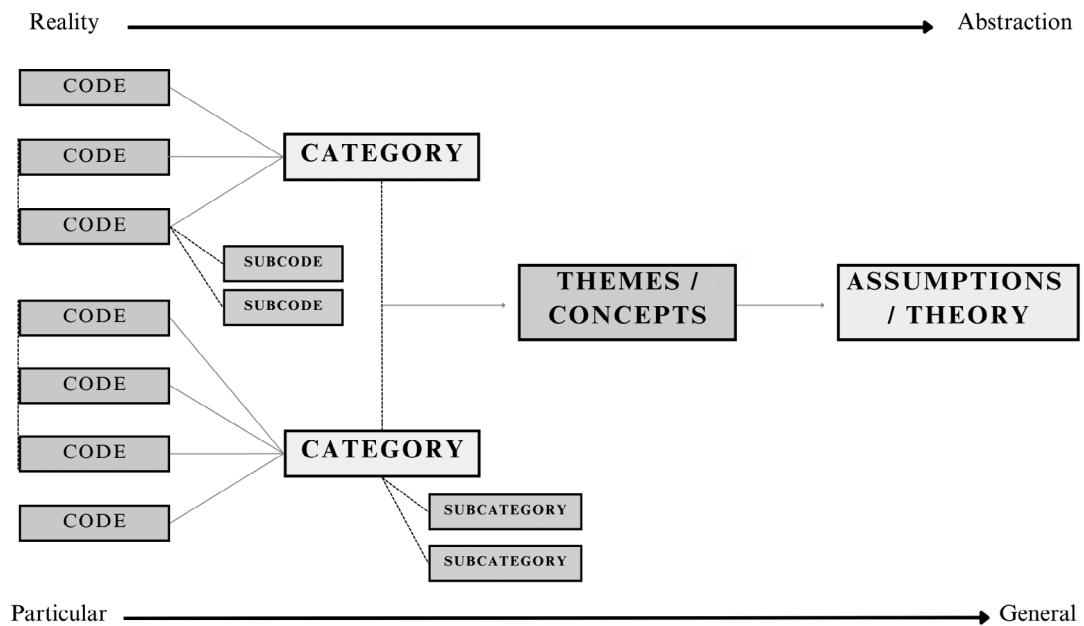 Reality
Abstraction
CODE
CODE
CATEGORY
CODE
SUBCODE
SUBCODE
THEMES /
CONCEPTS
ASSUMPTIONS
/ THEORY
CODE
CODE
CODE
CATEGORY
CODE
SUBCATEGORY
SUBCATEGORY
Particular
General